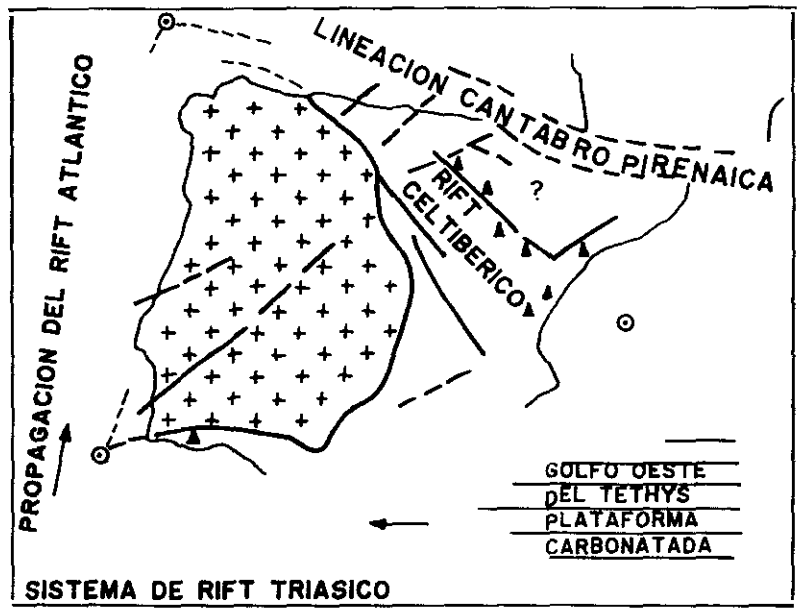 LINEACION CANTABRO PIRENAICA
PROPAGACION DEL RIFT ATLANTICO
RIFT
CELTIBERICO
?
GOLFO OESTE
DEL TETHYS
PLATAFORMA
CARBONATADA
SISTEMA DE RIFT TRIASICO